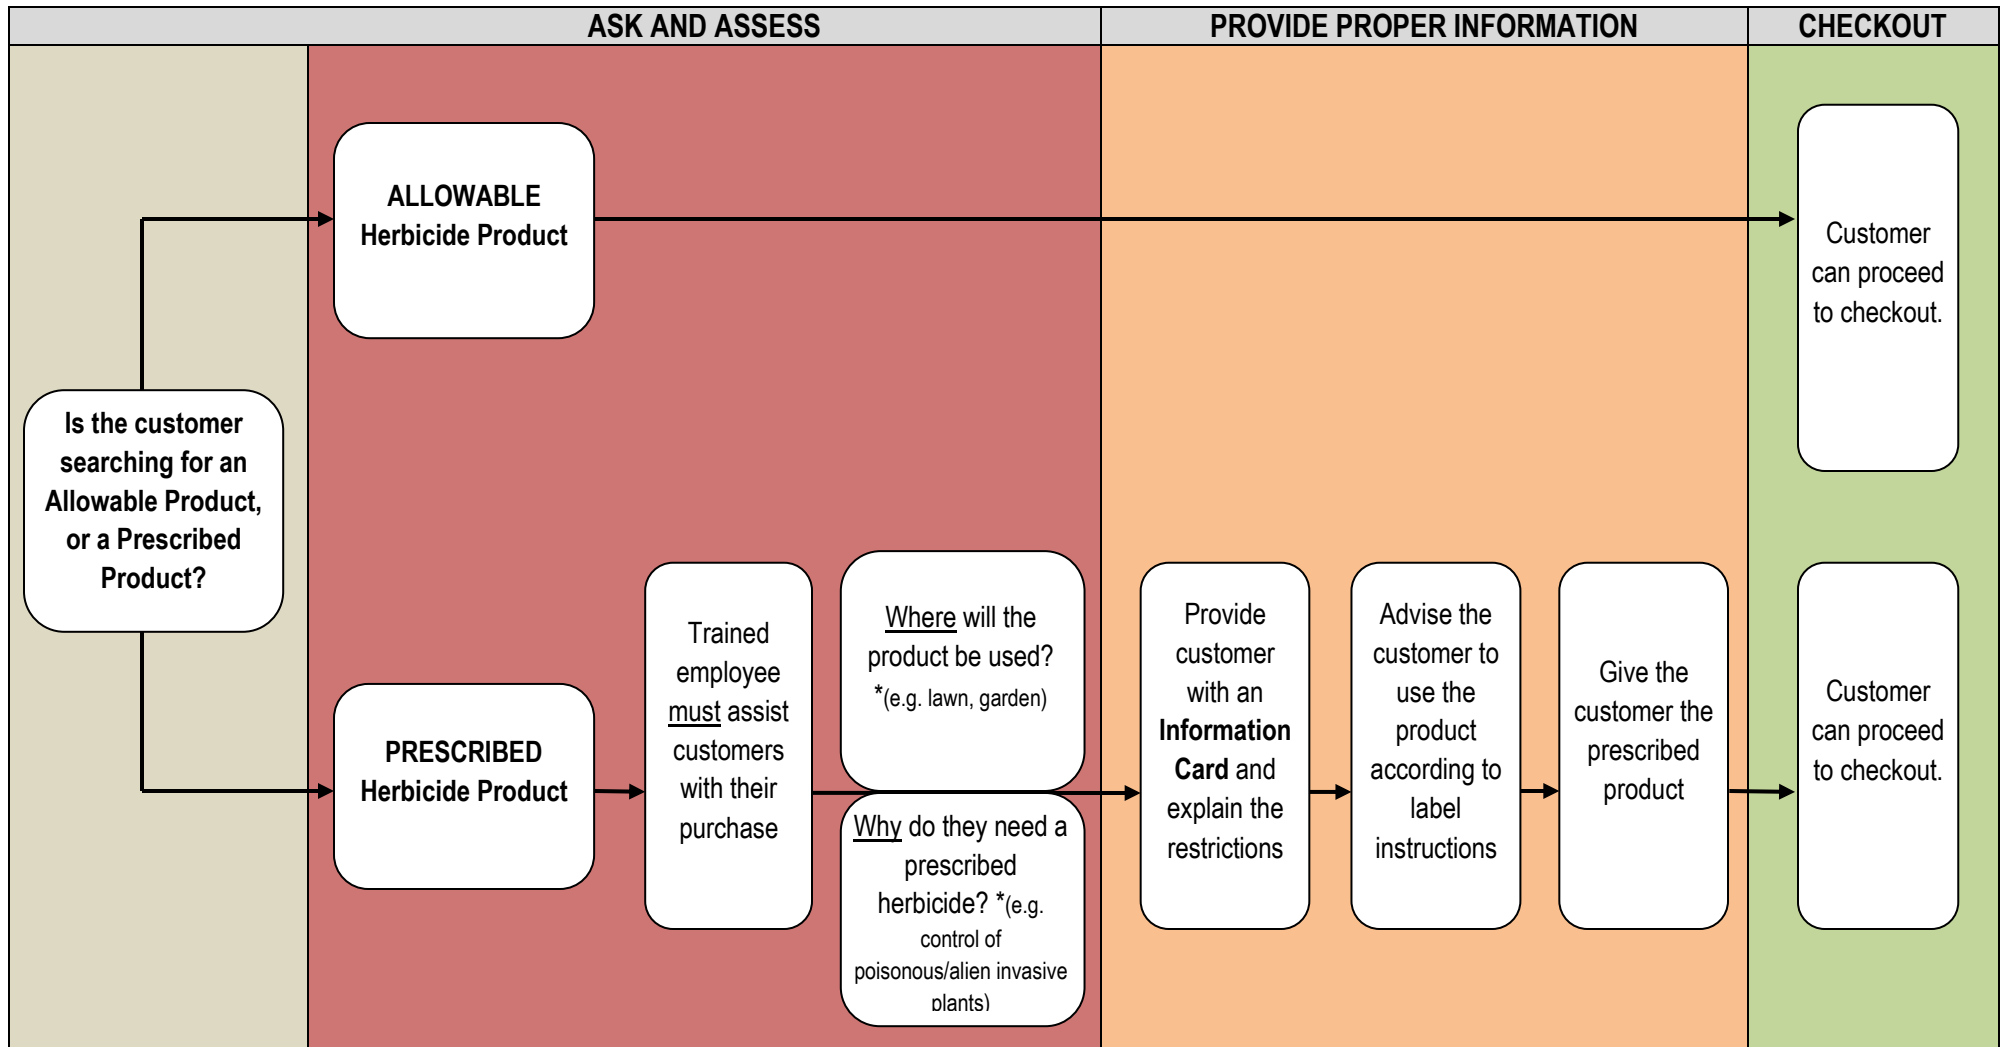 ASK AND ASSESS
PROVIDE PROPER INFORMATION
CHECKOUT
Is the customer
searching for an
Allowable Product,
or a Prescribed
Product?
ALLOWABLE
Herbicide Product
Customer
can proceed
to checkout.
PRESCRIBED
Herbicide Product
Trained
employee
must assist
customers
with their
purchase
Where will the
product be used?
*(e.g. lawn, garden)
Why do they need a
prescribed
herbicide? *(e.g.
control of
poisonous/alien invasive
plants)
Provide
customer
with an
Information
Card and
explain the
restrictions
Advise the
customer to
use the
product
according to
label
instructions
Give the
customer the
prescribed
product
Customer
can proceed
to checkout.